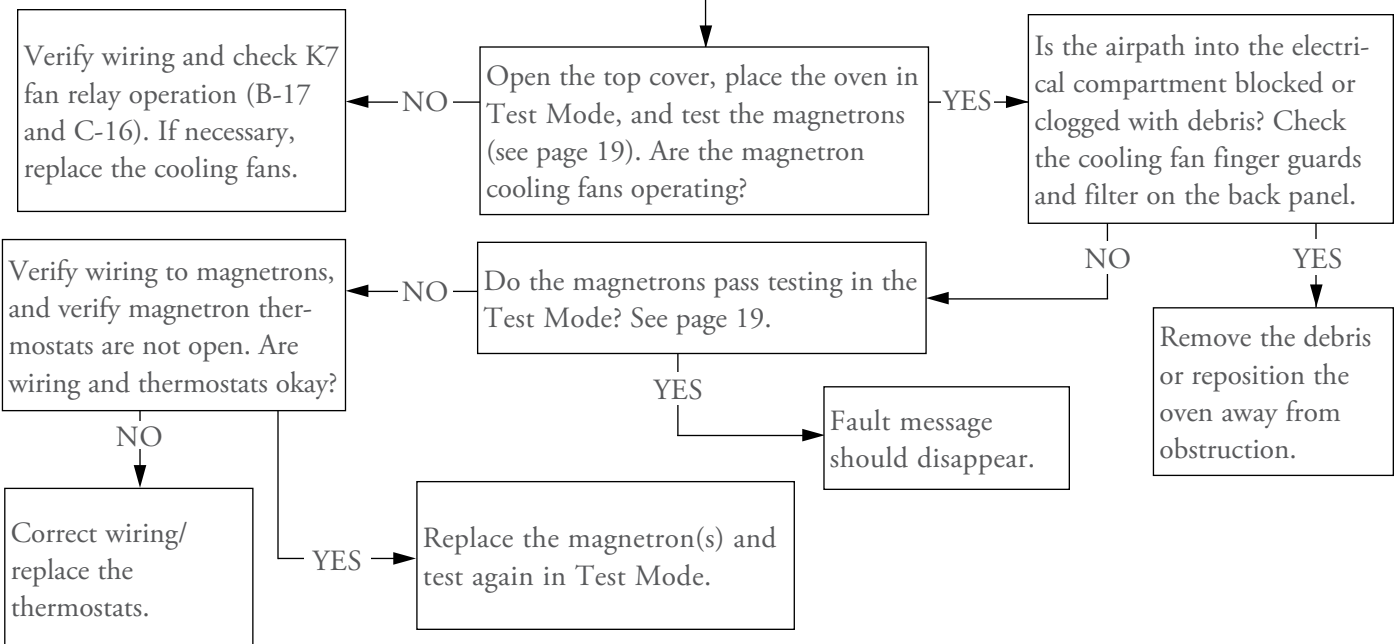 Verify wiring and check K7
fan relay operation (B-17
and C-16). If necessary,
replace the cooling fans.
NO
Open the top cover, place the oven in
Test Mode, and test the magnetrons
(see page 19). Are the magnetron
cooling fans operating?
YES
Is the airpath into the electri-
cal compartment blocked or
clogged with debris? Check
the cooling fan finger guards
and filter on the back panel.
NO
YES
Verify wiring to magnetrons,
and verify magnetron ther-
mostats are not open. Are
wiring and thermostats okay?
NO
Do the magnetrons pass testing in the
Test Mode? See page 19.
Remove the debris
or reposition the
oven away from
obstruction.
YES
Fault message
should disappear.
NO
Correct wiring/
replace the
thermostats.
YES
Replace the magnetron(s) and
test again in Test Mode.